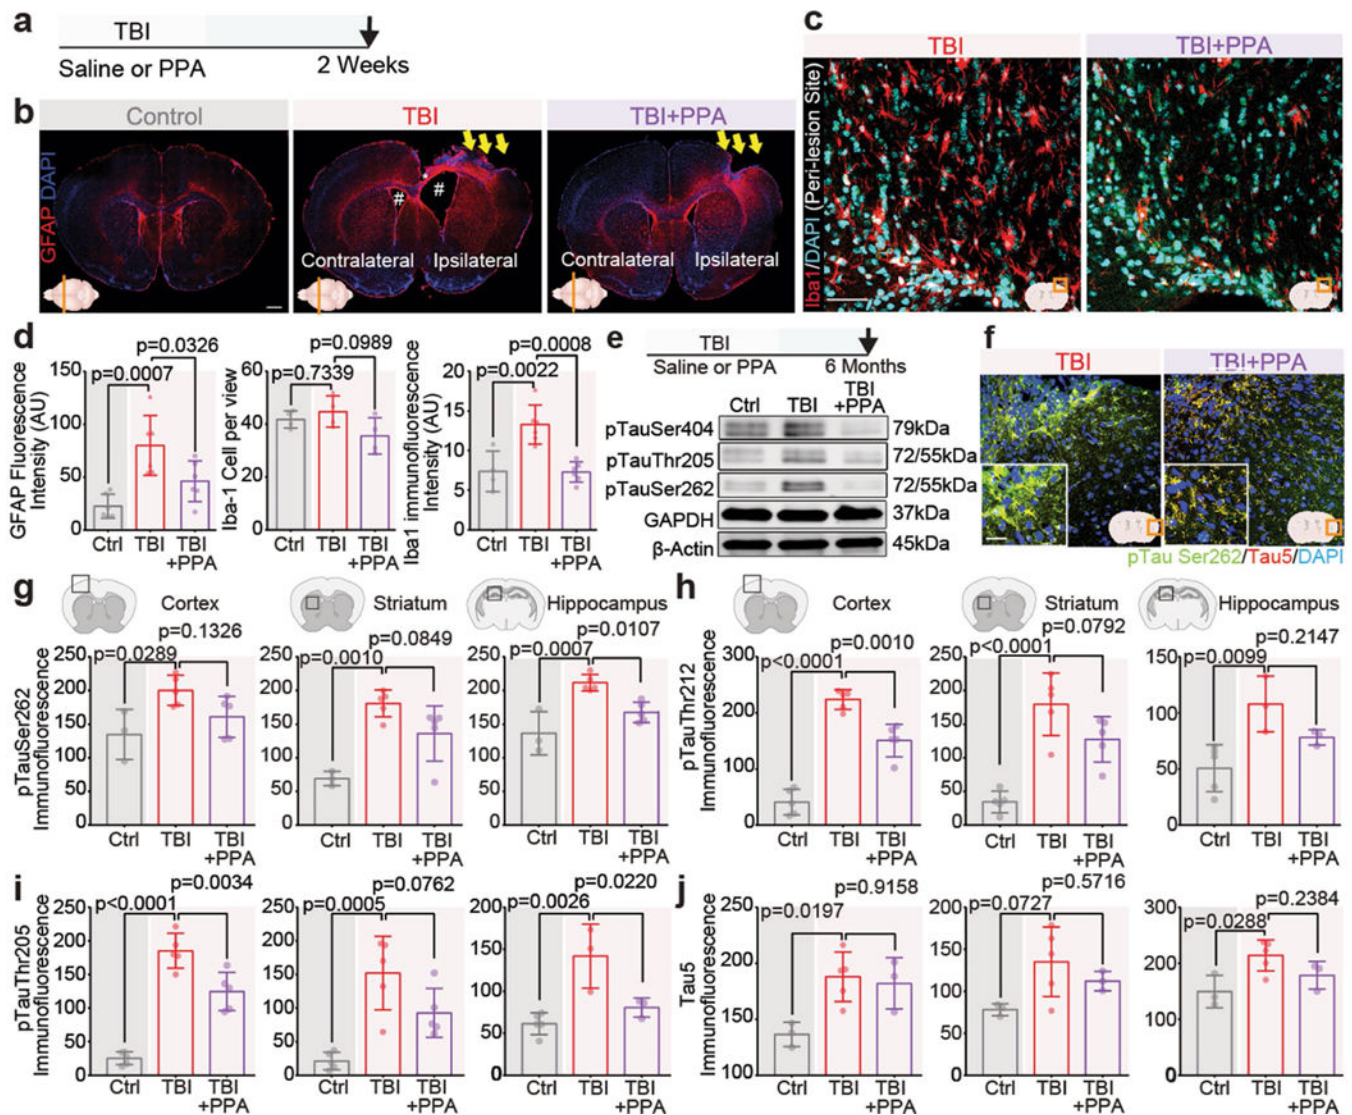 a
TBI
Saline or PPA
2 Weeks
b
Control
TBI
TBI+PPA
GFAP DAPI
#
#
Contralateral
Ipsilateral
Contralateral
Ipsilateral
c
TBI
TBI+PPA
Iba1/DAPI (Peri-lesion Site)
d
p=0.0326
p=0.0007
GFAP Fluorescence
Intensity (AU)
150
100
50
0
Ctrl
TBI
TBI
+PPA
p=0.0989
p=0.7339
Iba-1 Cell per view
60
40
20
0
Ctrl
TBI
TBI
+PPA
p=0.0008
p=0.0022
Iba1 immunofluorescence
Intensity (AU)
20
15
10
5
0
Ctrl
TBI
TBI
+PPA
e
TBI
Saline or PPA
6 Months
Ctrl
TBI
TBI
+PPA
pTauSer404
79kDa
pTauThr205
72/55kDa
pTauSer262
72/55kDa
GAPDH
37kDa
β-Actin
45kDa
f
TBI
TBI+PPA
pTau Ser262/Tau5/DAPI
g
Cortex
p=0.1326
p=0.0289
pTauSer262
Immunofluorescence
250
200
150
100
50
0
Ctrl
TBI
TBI
+PPA
Striatum
p=0.0849
p=0.0010
250
200
150
100
50
0
Ctrl
TBI
TBI
+PPA
Hippocampus
p=0.0107
p=0.0007
250
200
150
100
50
0
Ctrl
TBI
TBI
+PPA
h
Cortex
p=0.0010
p<0.0001
pTauThr212
Immunofluorescence
300
200
100
0
Ctrl
TBI
TBI
+PPA
Striatum
p=0.0792
p<0.0001
250
200
150
100
50
0
Ctrl
TBI
TBI
+PPA
Hippocampus
p=0.2147
p=0.0099
150
100
50
0
Ctrl
TBI
TBI
+PPA
i
p=0.0034
p<0.0001
pTauThr205
Immunofluorescence
250
200
150
100
50
0
Ctrl
TBI
TBI
+PPA
p=0.0762
p=0.0005
250
200
150
100
50
0
Ctrl
TBI
TBI
+PPA
p=0.0220
p=0.0026
200
150
100
50
0
Ctrl
TBI
TBI
+PPA
j
p=0.9158
p=0.0197
Tau5
Immunofluorescence
250
200
150
100
Ctrl
TBI
TBI
+PPA
p=0.5716
p=0.0727
200
150
100
50
0
Ctrl
TBI
TBI
+PPA
p=0.2384
p=0.0288
300
200
100
0
Ctrl
TBI
TBI
+PPA